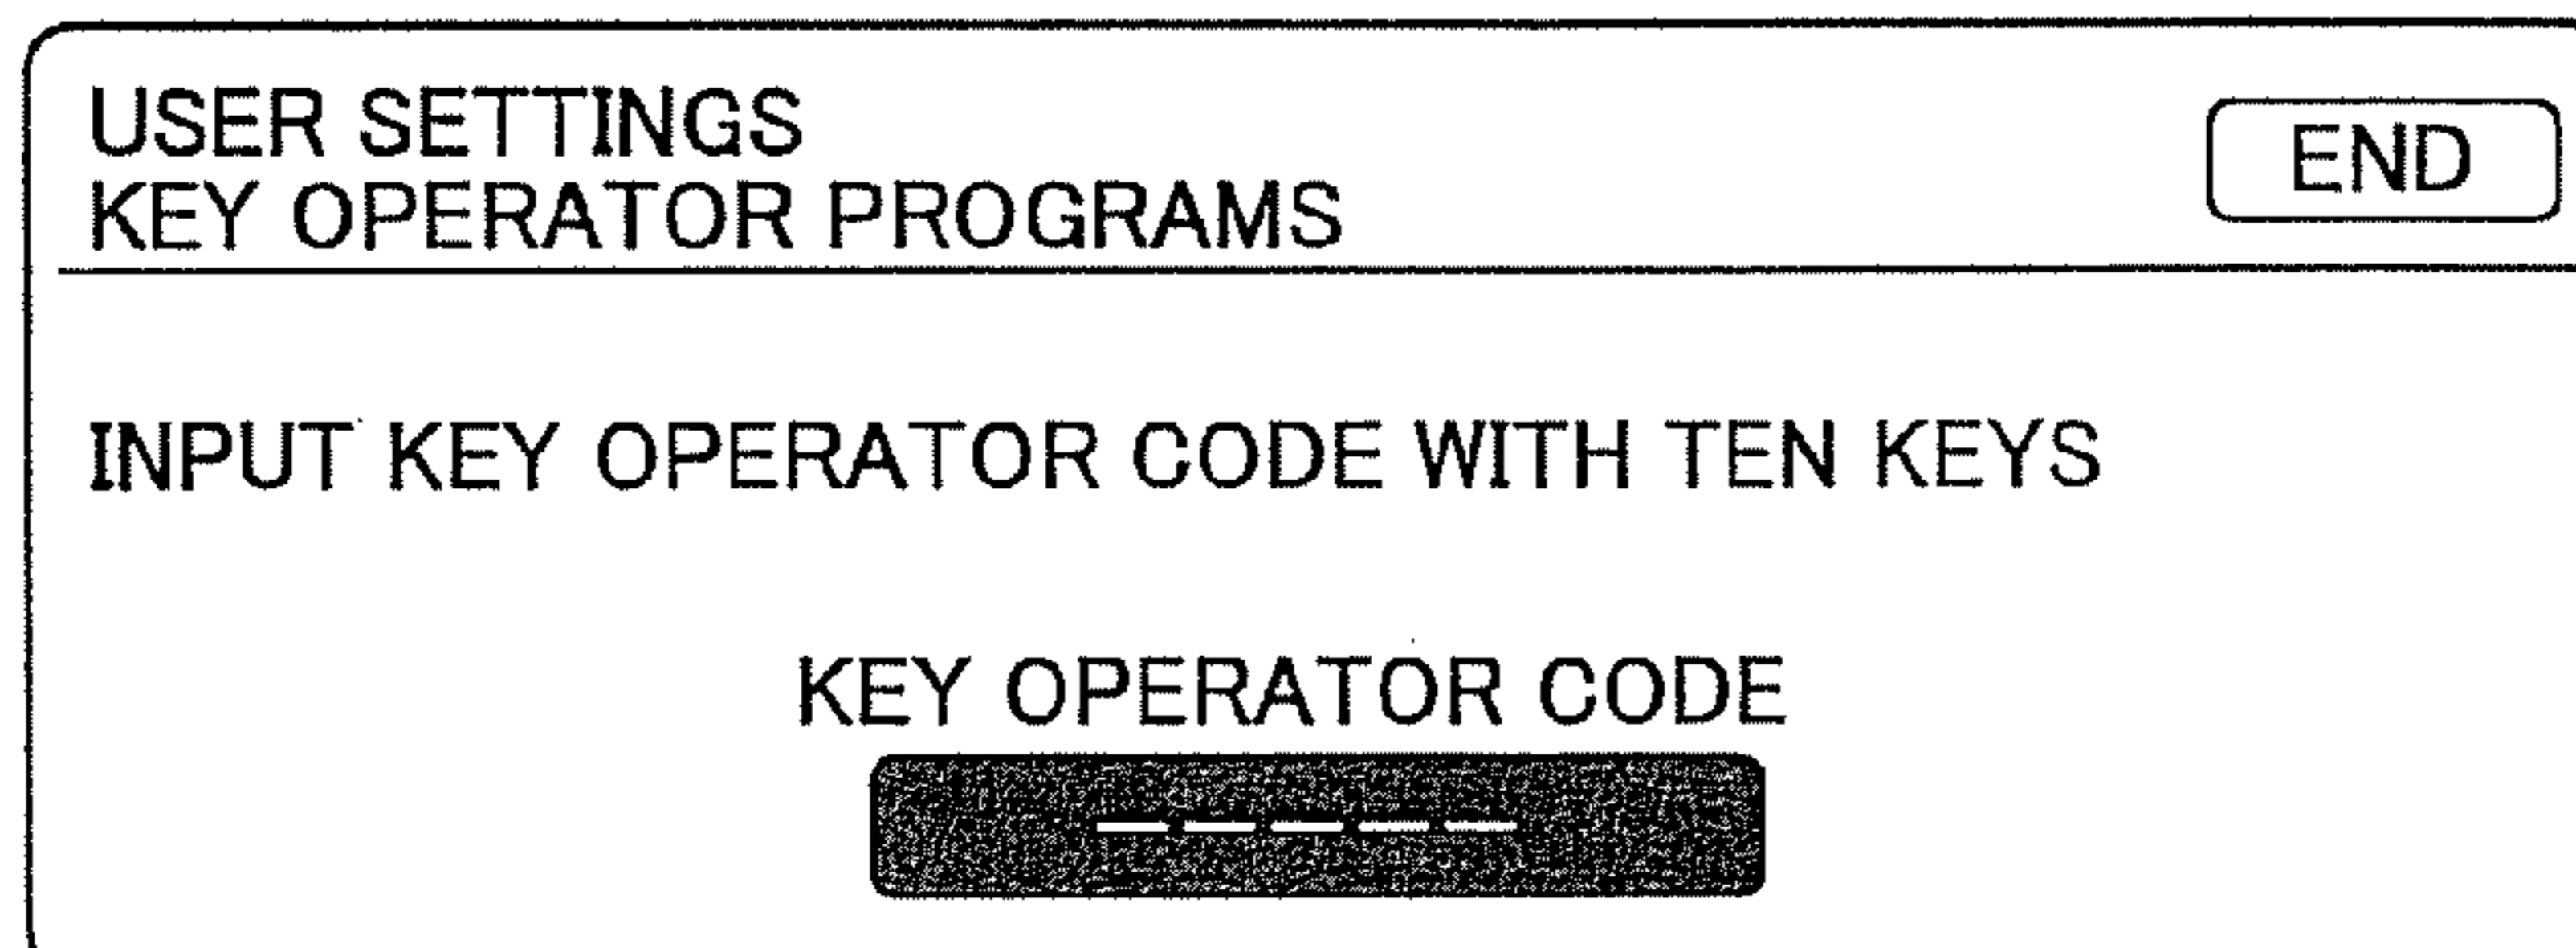 USER SETTINGS
END
KEY OPERATOR PROGRAMS
INPUT KEY OPERATOR CODE WITH TEN KEYS
KEY OPERATOR CODE
-----